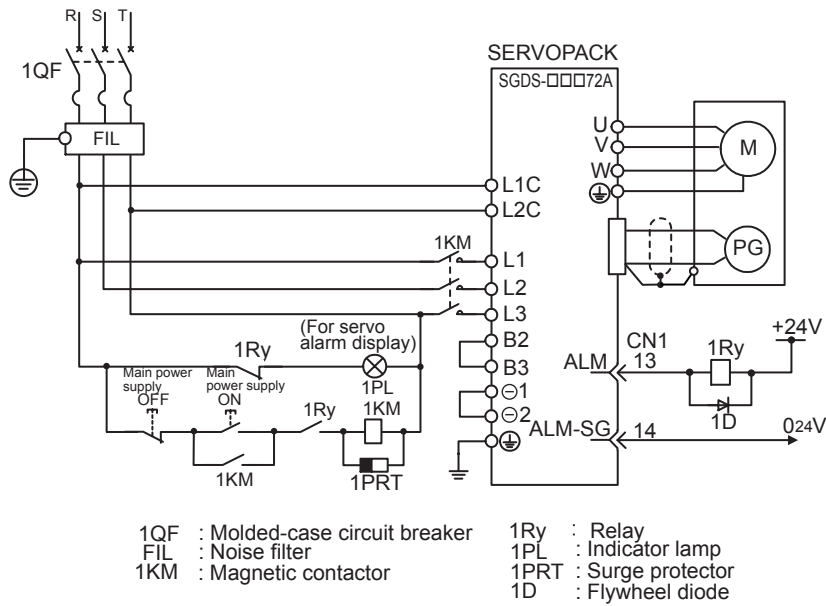 R S T
1QF
FIL
SERVOPACK
SGDS-□□□72A
U
V
W
M
L1C
L2C
PG
1KM
L1
L2
L3
(For servo
alarm display)
1Ry
1PL
B2
B3
⊖1
⊖2
Main power
supply
OFF
Main
power supply
ON
1Ry
1KM
1KM
1PRT
CN1
ALM
13
1Ry
+24V
1D
ALM-SG
14
024V
1QF : Molded-case circuit breaker
FIL : Noise filter
1KM : Magnetic contactor
1Ry : Relay
1PL : Indicator lamp
1PRT : Surge protector
1D : Flywheel diode